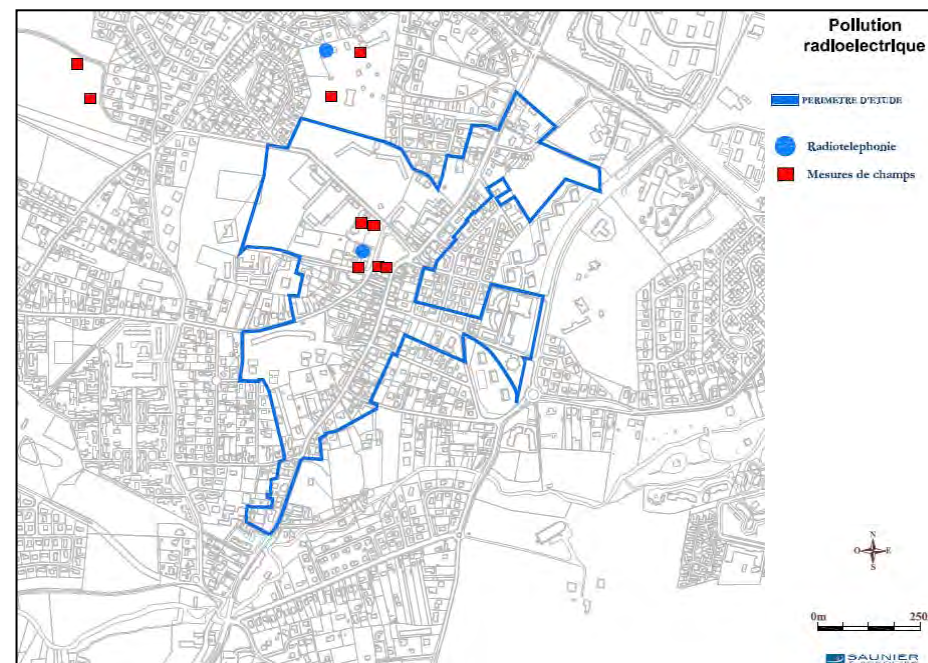 Pollution
radioelectrique
PERIMETRE D'ETUDE
Radiotelephonie
Mesures de champs
N
O E
S
0m 250
SAUNIER